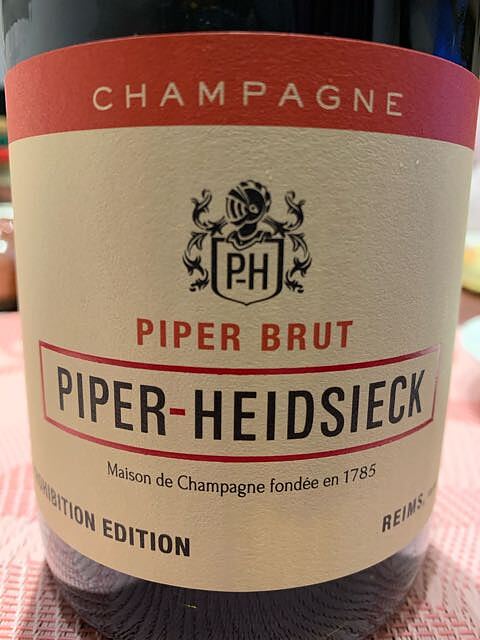 CHAMPAGNE
P-H
PIPER BRUT
PIPER-HEIDSIECK
Maison de Champagne fondée en 1785
EDITION
REIMS,